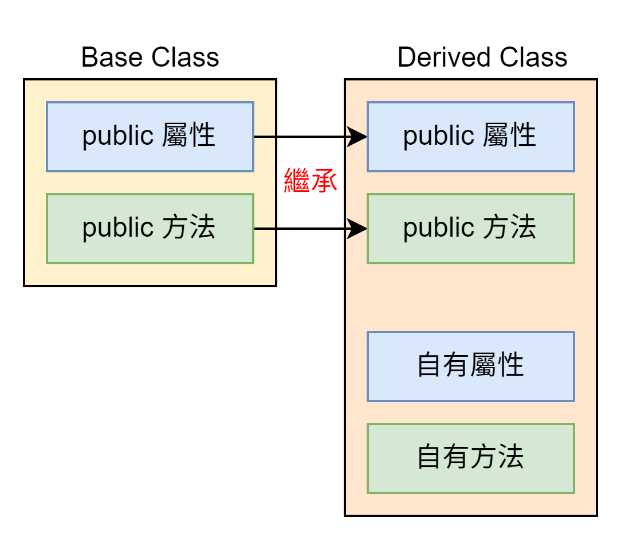 Base Class
public 屬性
public 方法
繼承
Derived Class
public 屬性
public 方法
自有屬性
自有方法